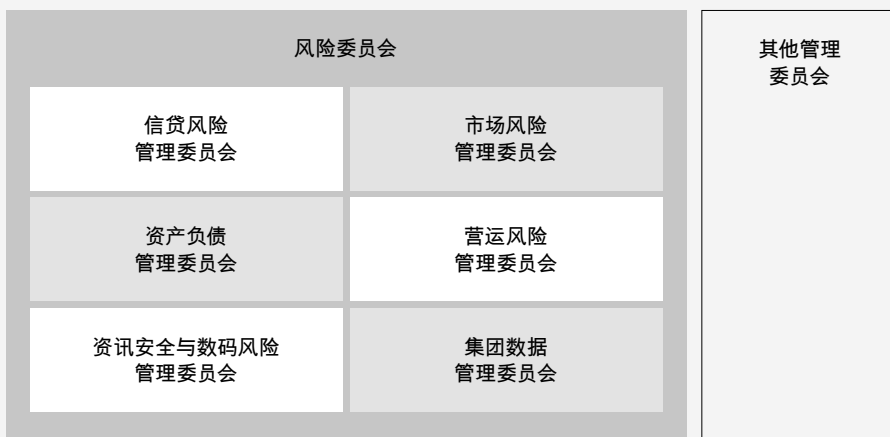 风险委员会
信贷风险
管理委员会
市场风险
管理委员会
资产负债
管理委员会
营运风险
管理委员会
资讯安全与数码风险
管理委员会
集团数据
管理委员会
其他管理
委员会